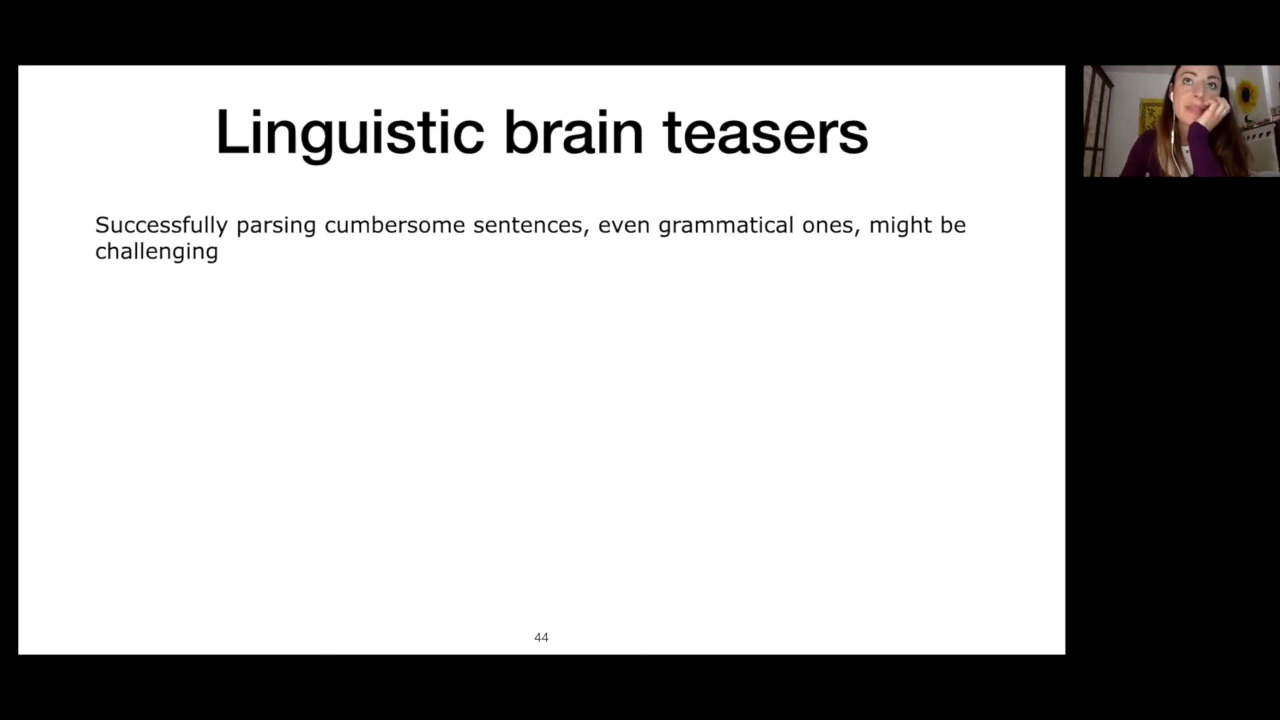 Linguistic brain teasers
Successfully parsing cumbersome sentences, even grammatical ones, might be
challenging
44